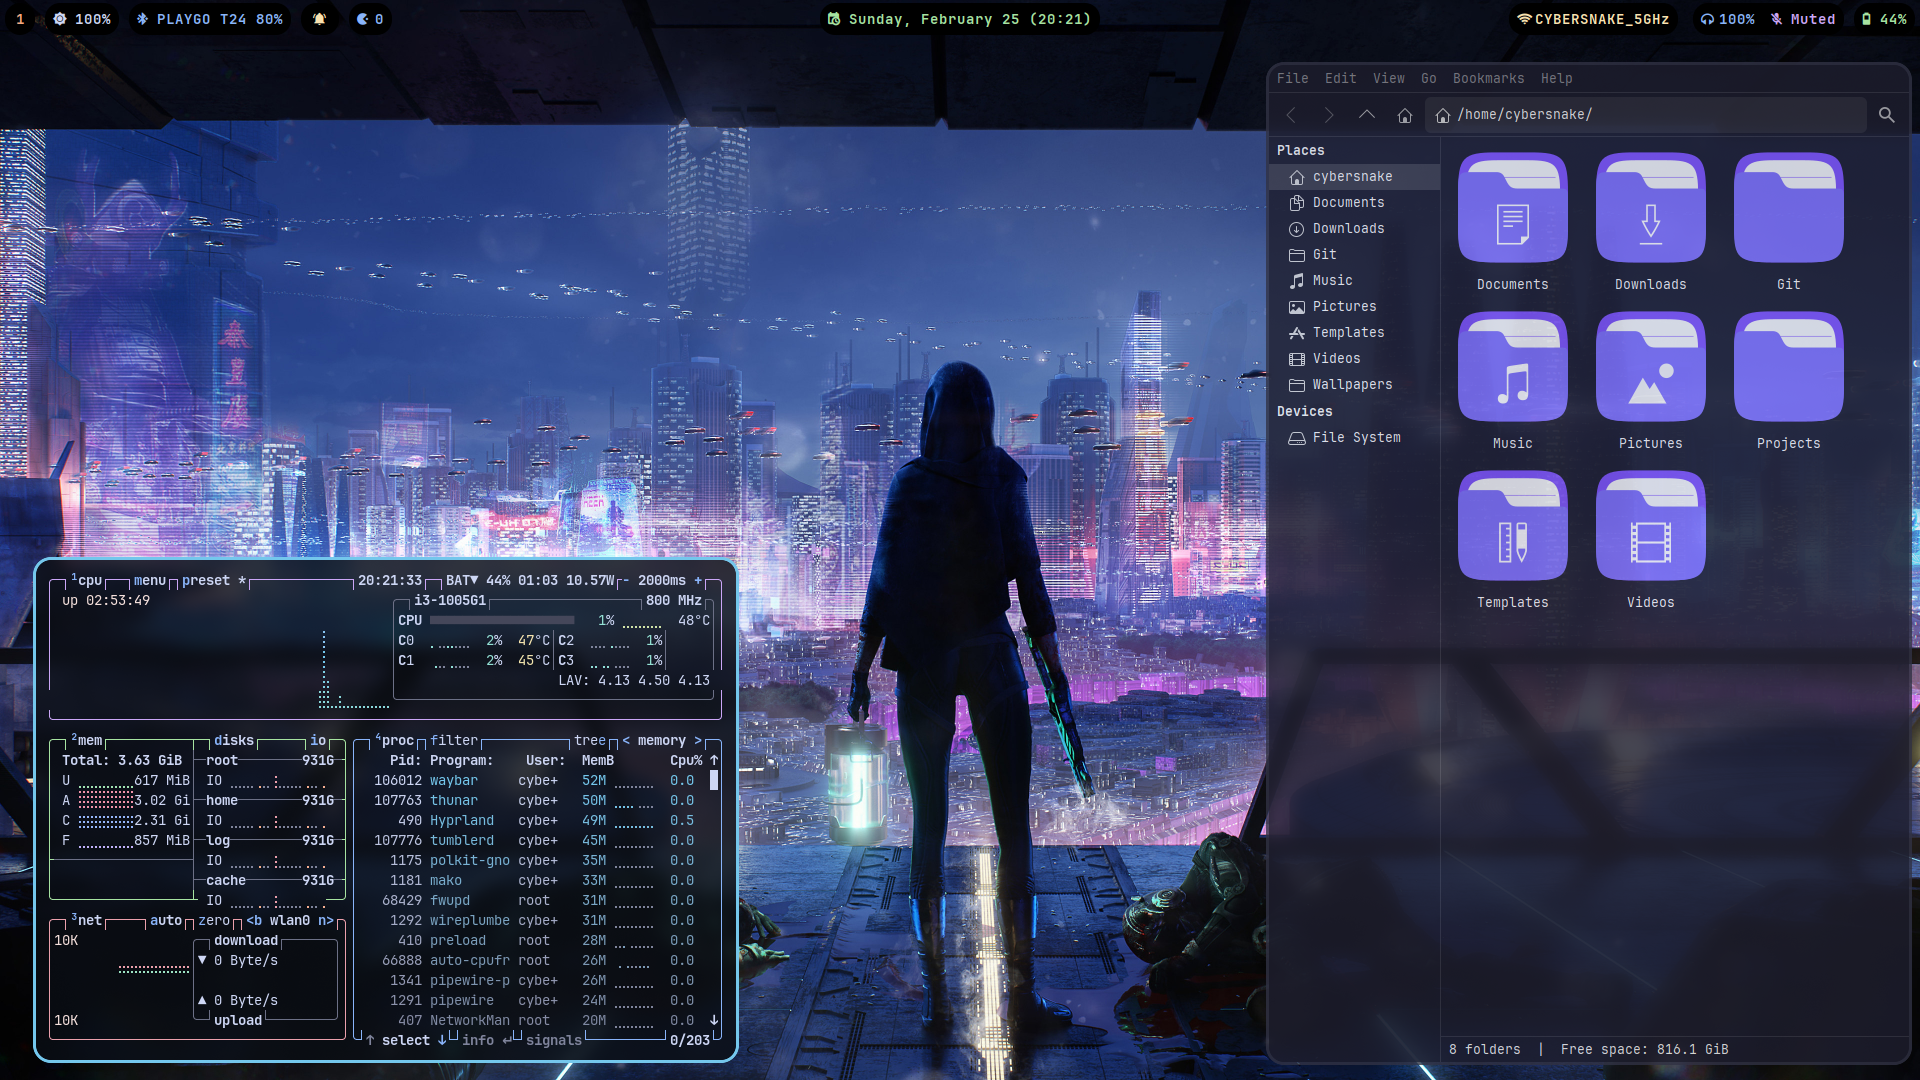 1 100% PLAYGO T24 80% 0 Sunday, February 25 (20:21) CYBERSNAKE_5GHz 100% Muted 44%
春
File Edit View Go Bookmarks Help
/home/cybersnake/
Places
cybersnake
Documents
Downloads
Git
Music
Pictures
Templates
Videos
Wallpapers
Devices
File System
Documents Downloads Git
Music Pictures Projects
Templates Videos
8 folders | Free space: 816.1 GiB
1cpu menu preset * 20:21:33 BAT▼ 44% 01:03 10.57W - 2000ms +
up 02:53:49 i3-1005G1 800 MHz
CPU 1% 48°C
C0 2% 47°C C2 1%
C1 2% 45°C C3 1%
LAV: 4.13 4.50 4.13
2mem disks io
Total: 3.63 GiB root 931G
U 617 MiB IO
A 3.02 Gi home 931G
C 2.31 Gi IO
F 857 MiB log 931G
IO
cache 931G
IO
3net auto zero <b wlan0 n>
10K download
▼ 0 Byte/s
▲ 0 Byte/s
10K upload
4proc filter tree < memory >
Pid: Program: User: MemB Cpu% ↑
106012 waybar cybe+ 52M 0.0
107763 thunar cybe+ 50M 0.0
490 Hyprland cybe+ 49M 0.5
107776 tumblerd cybe+ 45M 0.0
1175 polkit-gno cybe+ 35M 0.0
1181 mako cybe+ 33M 0.0
68429 fwupd root 31M 0.0
1292 wireplumbe cybe+ 31M 0.0
410 preload root 28M 0.0
66888 auto-cpufr root 26M 0.0
1341 pipewire-p cybe+ 26M 0.0
1291 pipewire cybe+ 24M 0.0
407 NetworkMan root 20M 0.0 ↓
↑ select ↓ info ↵ signals 0/203